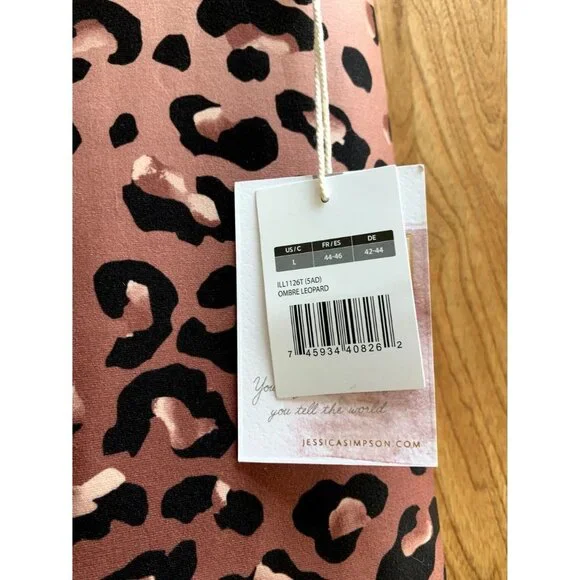 US / C FR / ES DE
L 44-46 42-44
ILL1126T (5AD)
OMBRE LEOPARD
7 45934 40826 2
You
you tell the world
JESSICASIMPSON.COM